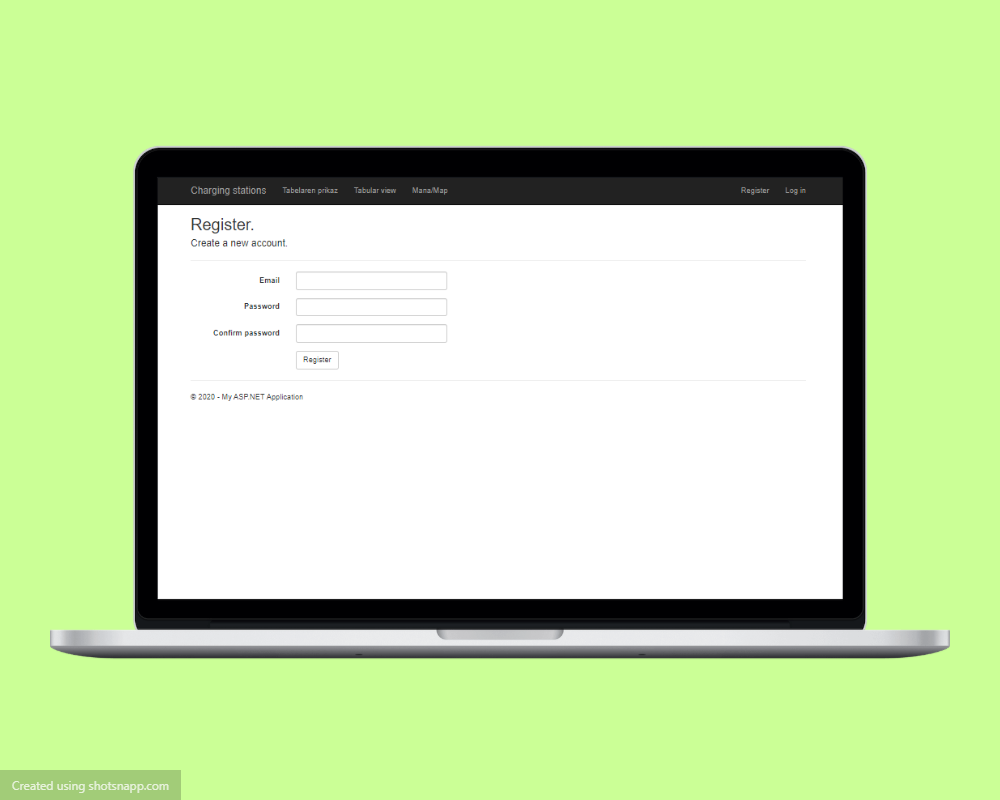 Charging stations Tabelaren prikaz Tabular view Мапа/Map Register Log in
Register.
Create a new account.
Email
Password
Confirm password
Register
© 2020 - My ASP.NET Application
Created using shotsnapp.com